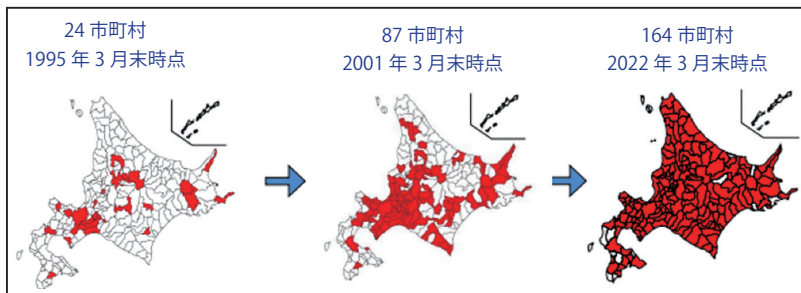 24 市町村
1995 年 3 月末時点
87 市町村
2001 年 3 月末時点
164 市町村
2022 年 3 月末時点